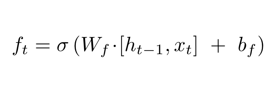 f_t = σ (W_f · [h_{t−1}, x_t] + b_f)